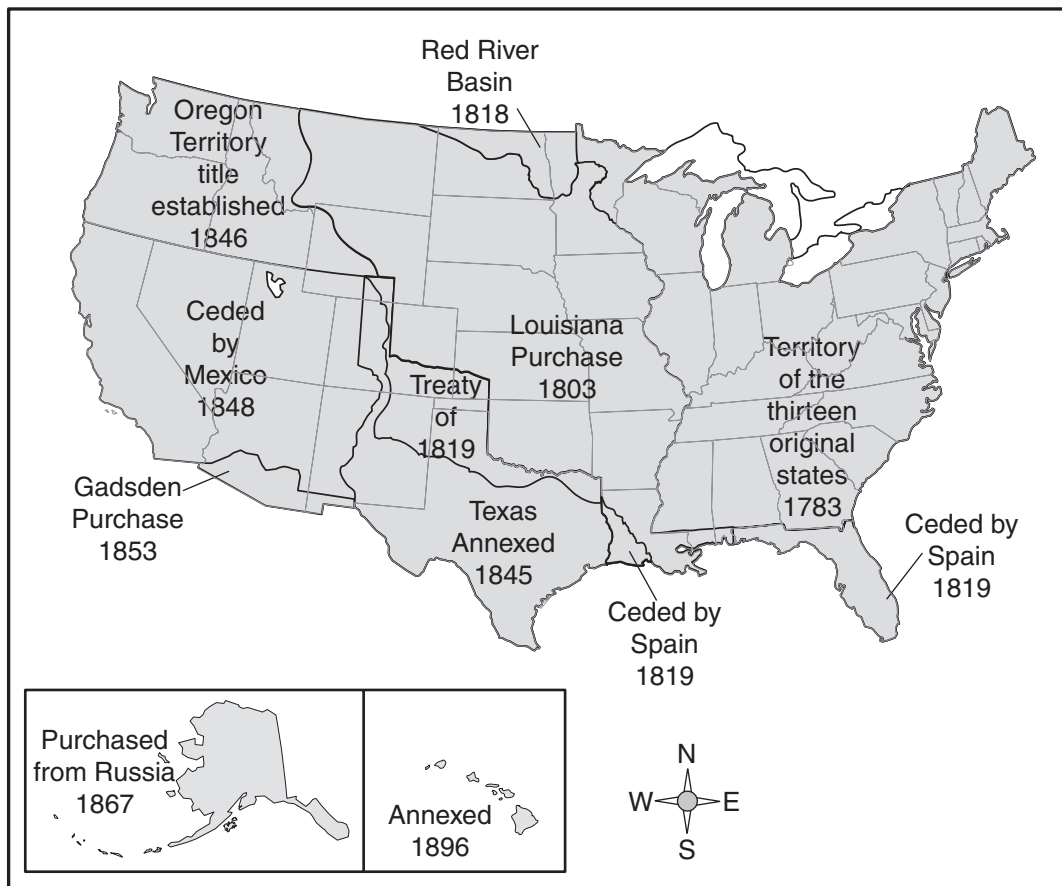 Red River
Basin
1818
Oregon
Territory
title
established
1846
Ceded
by
Mexico
1848
Louisiana
Purchase
1803
Treaty
of
1819
Territory
of the
thirteen
original
states
1783
Gadsden
Purchase
1853
Texas
Annexed
1845
Ceded by
Spain
1819
Ceded by
Spain
1819
Purchased
from Russia
1867
Annexed
1896
N
W
E
S